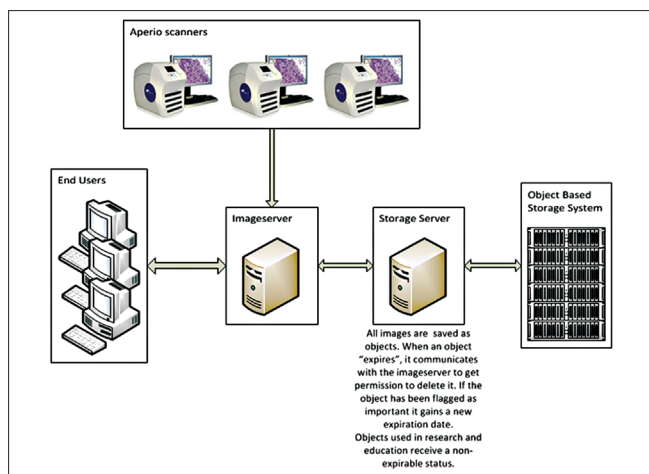 Aperio scanners
End Users
Imageserver
Storage Server
Object Based
Storage System
All images are saved as
objects. When an object
"expires", it communicates
with the imageserver to get
permission to delete it. If the
object has been flagged as
important it gains a new
expiration date.
Objects used in research and
education receive a non-
expirable status.